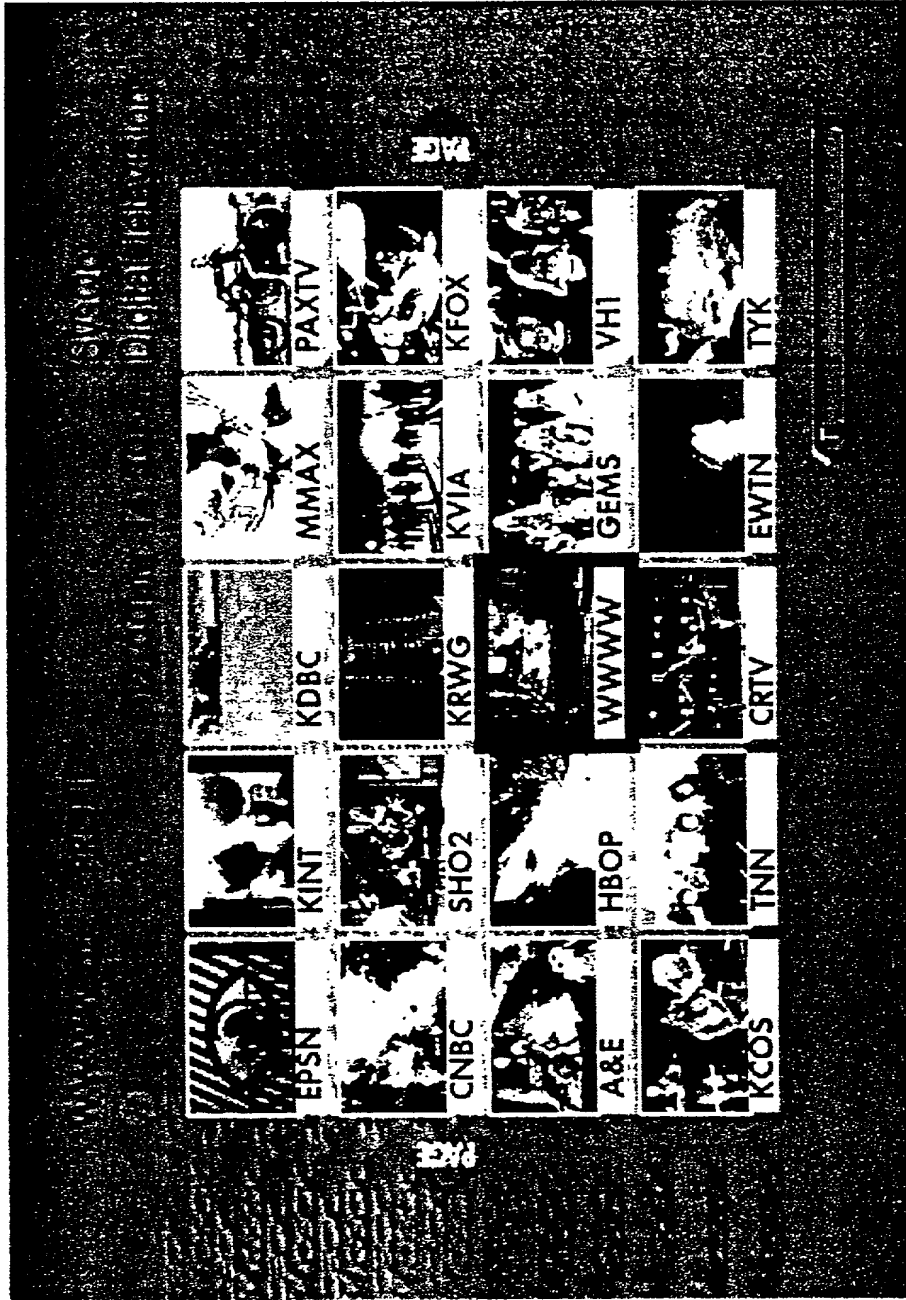 PAGE
EPSN KINT KDBC MMAX PAXTV
CNBC SHO2 KRWG KVIA KFOX
A&E HBOP WWWW GEMS VH1
KCOS TNN CRTV EWTN TYK
PAGE